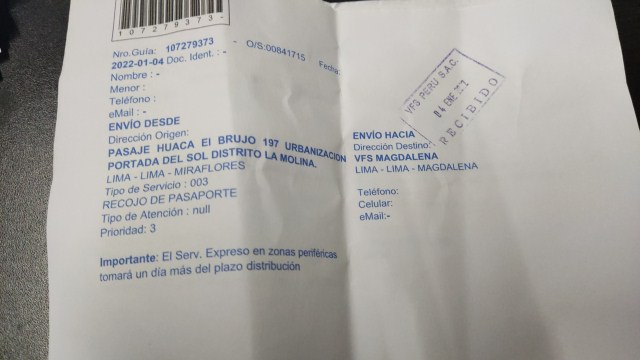 107279373-
Nro.Guía: 107279373 - O/S:00841715 Fecha:
2022-01-04 Doc. Ident.: -
Nombre : -
Menor :
Teléfono :
eMail : -
ENVÍO DESDE
Dirección Origen:
PASAJE HUACA El BRUJO 197 URBANIZACION
PORTADA DEL SOL DISTRITO LA MOLINA.
LIMA - LIMA - MIRAFLORES
Tipo de Servicio : 003
RECOJO DE PASAPORTE
Tipo de Atención : null
Prioridad: 3
Importante: El Serv. Expreso en zonas periféricas
tomará un día más del plazo distribución
VFS PERU S.A.C.
04 ENE
RECIBIDO
ENVÍO HACIA
Dirección Destino:-
VFS MAGDALENA
LIMA - LIMA - MAGDALENA
Teléfono:
Celular:
eMail:-